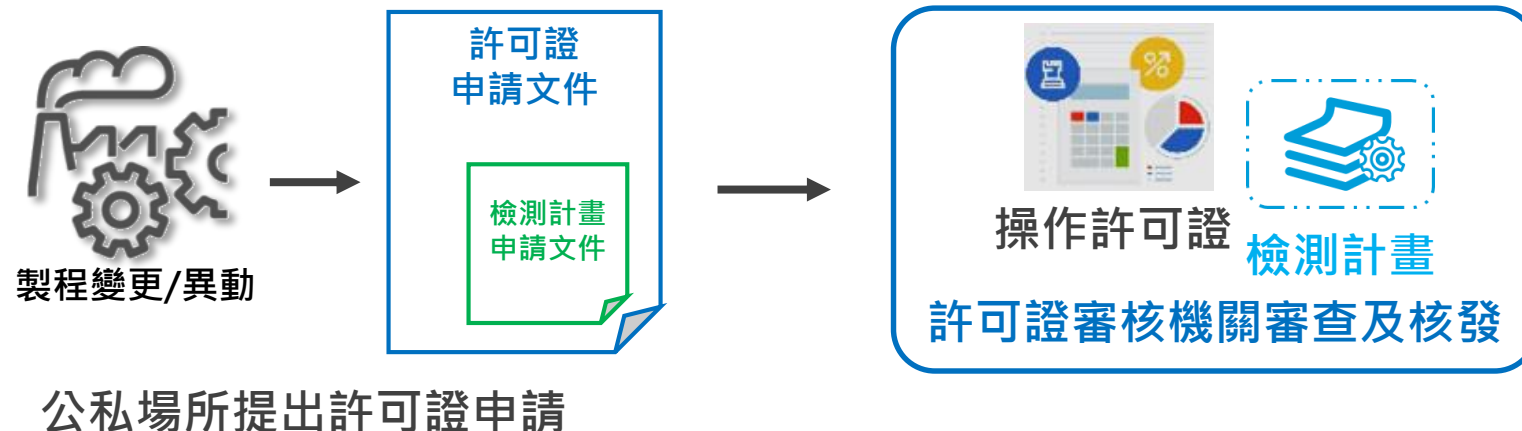 製程變更/異動
許可證
申請文件
檢測計畫
申請文件
操作許可證
檢測計畫
許可證審核機關審查及核發
公私場所提出許可證申請